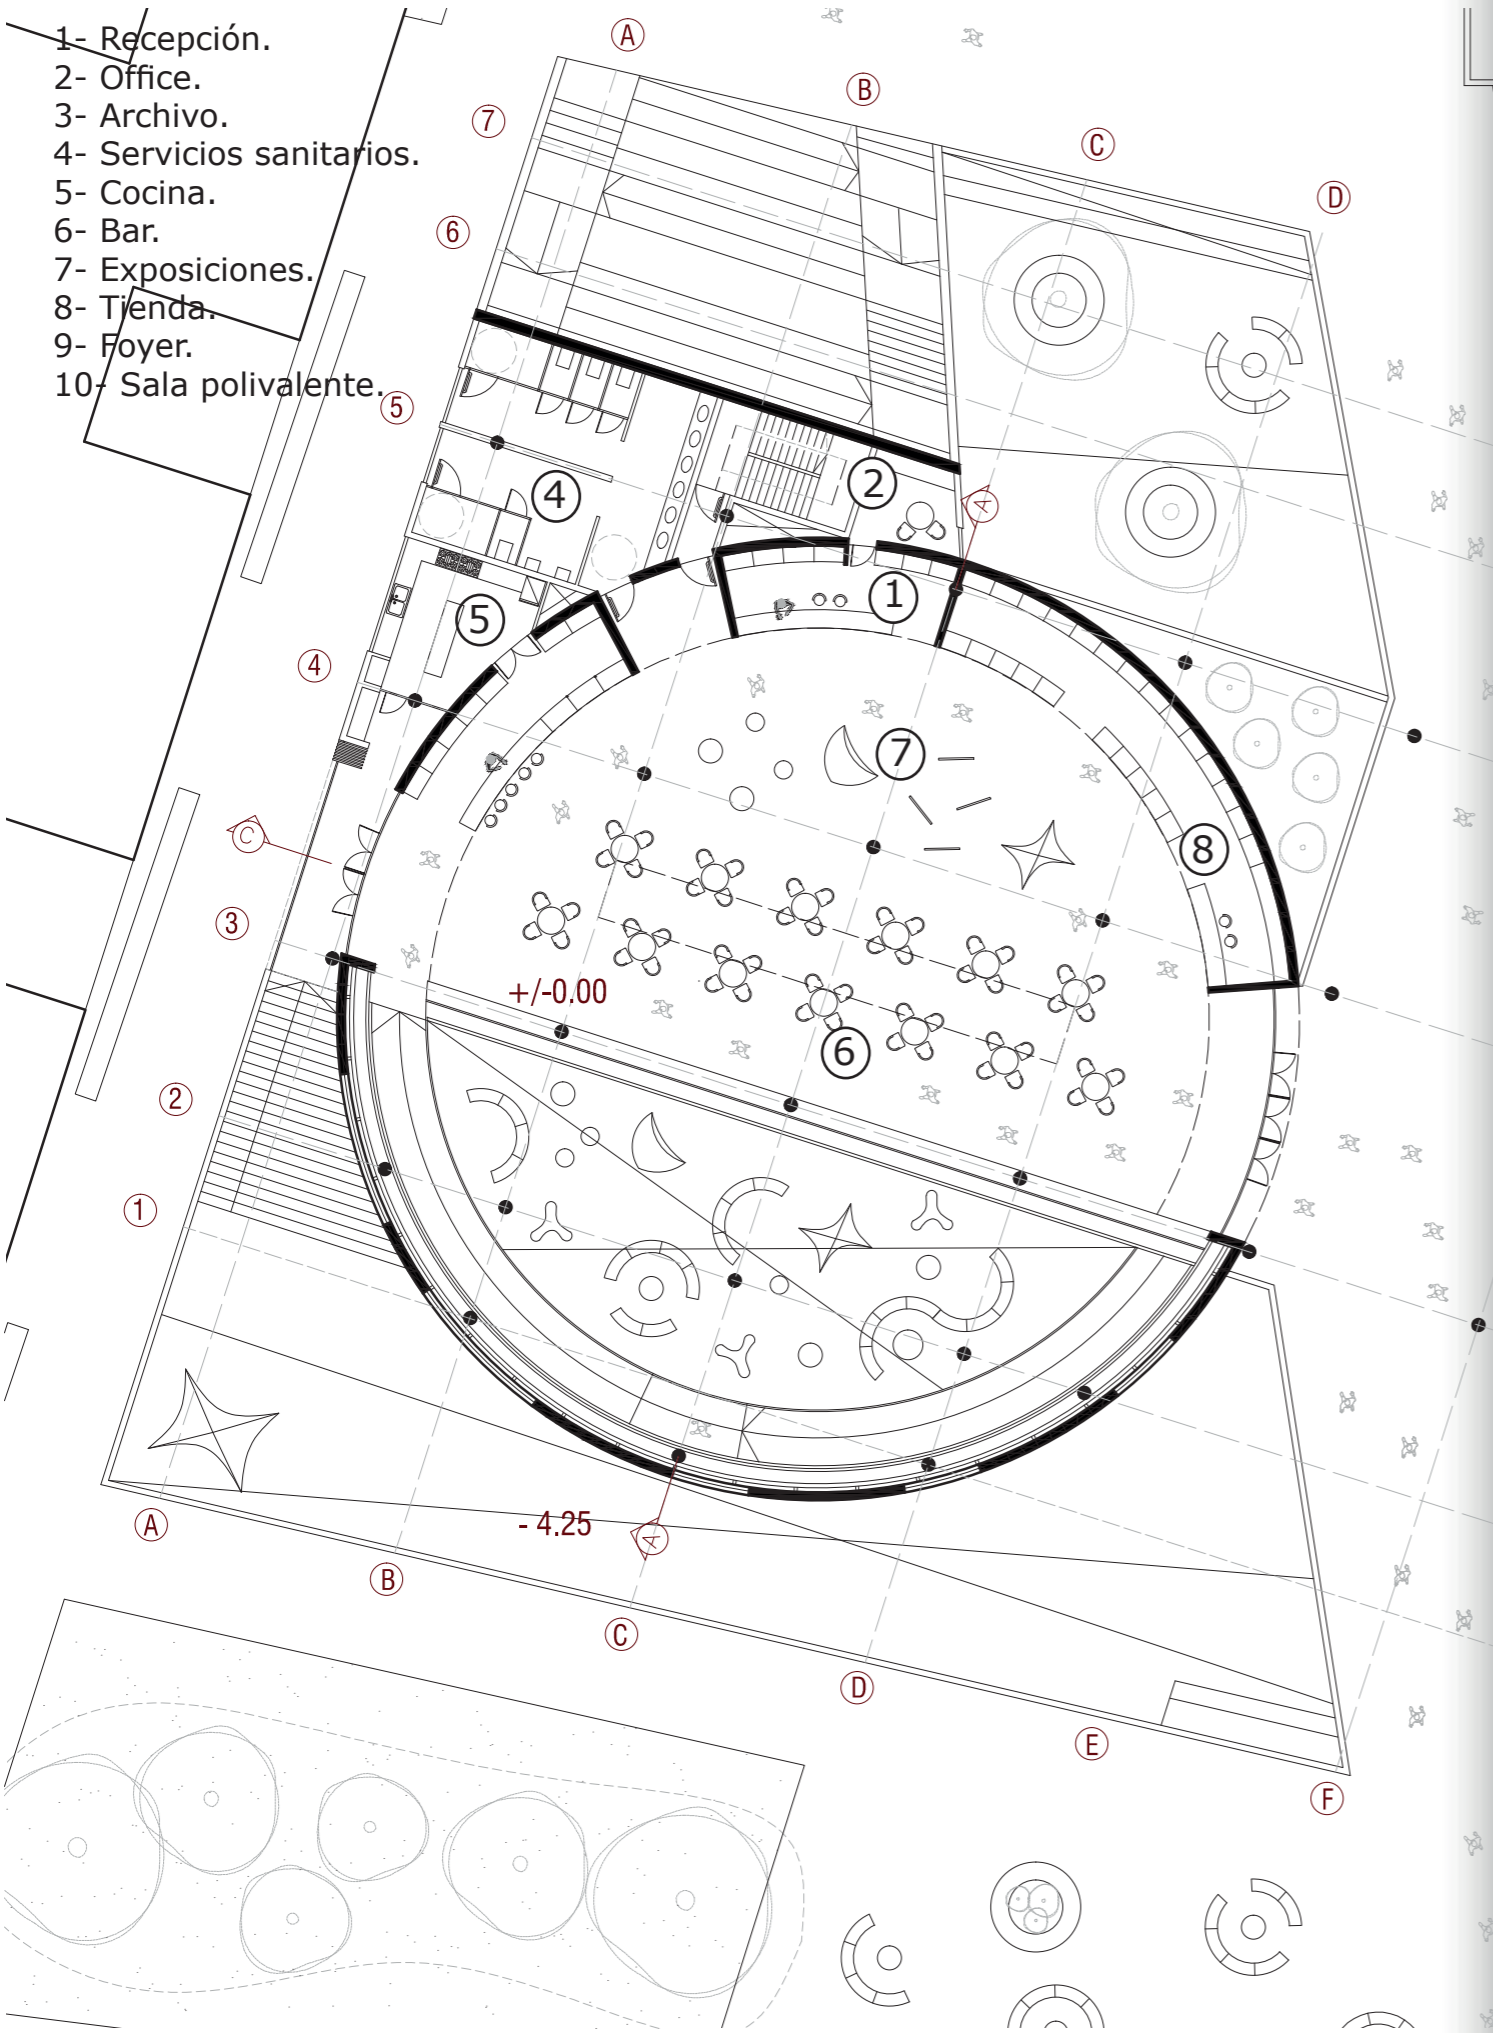 1- Recepción.
2- Office.
3- Archivo.
4- Servicios sanitarios.
5- Cocina.
6- Bar.
7- Exposiciones.
8- Tienda.
9- Foyer.
10- Sala polivalente.
A
B
C
D
7
6
5
4
3
2
1
2
4
1
5
A
7
8
C
+/-0.00
6
- 4.25
A
A
B
C
D
E
F